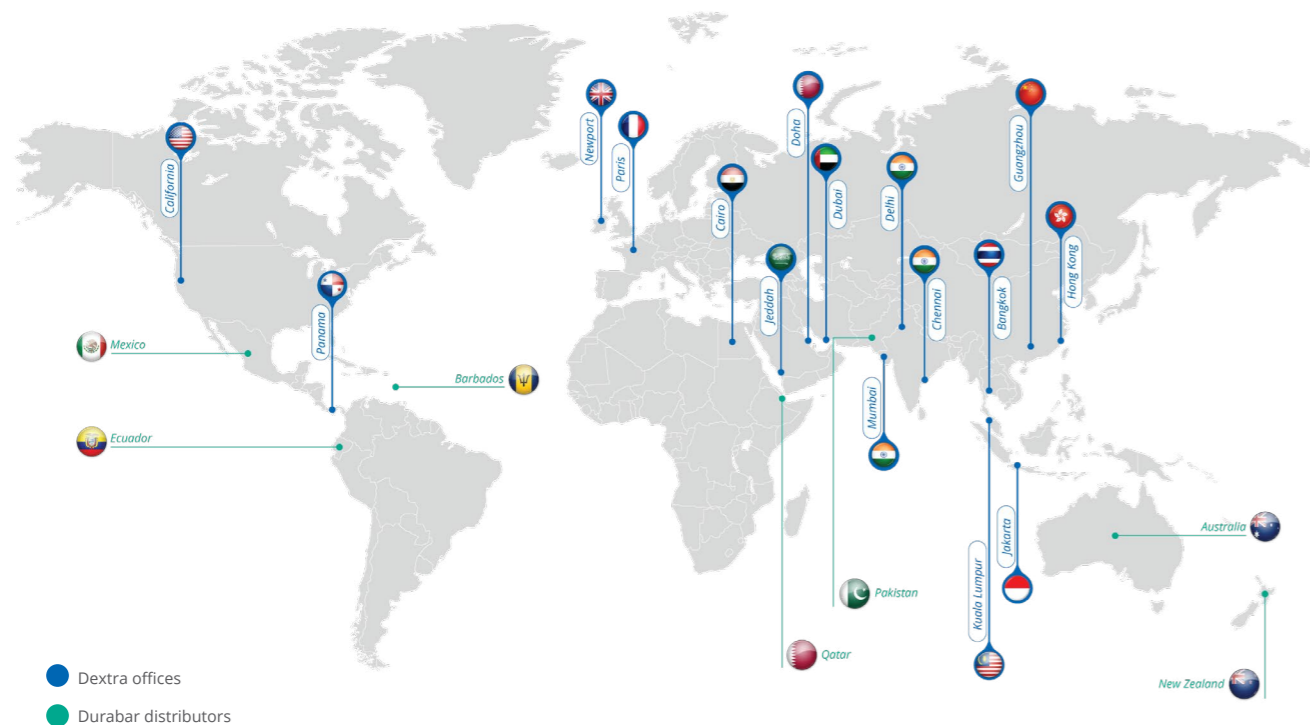 California
Newport
Paris
Cairo
Doha
Dubai
Delhi
Guangzhou
Jeddah
Chennai
Bangkok
Hong Kong
Panama
Mexico
Barbados
Ecuador
Mumbai
Kuala Lumpur
Jakarta
Australia
Pakistan
Qatar
New Zealand
Dextra offices
Durabar distributors